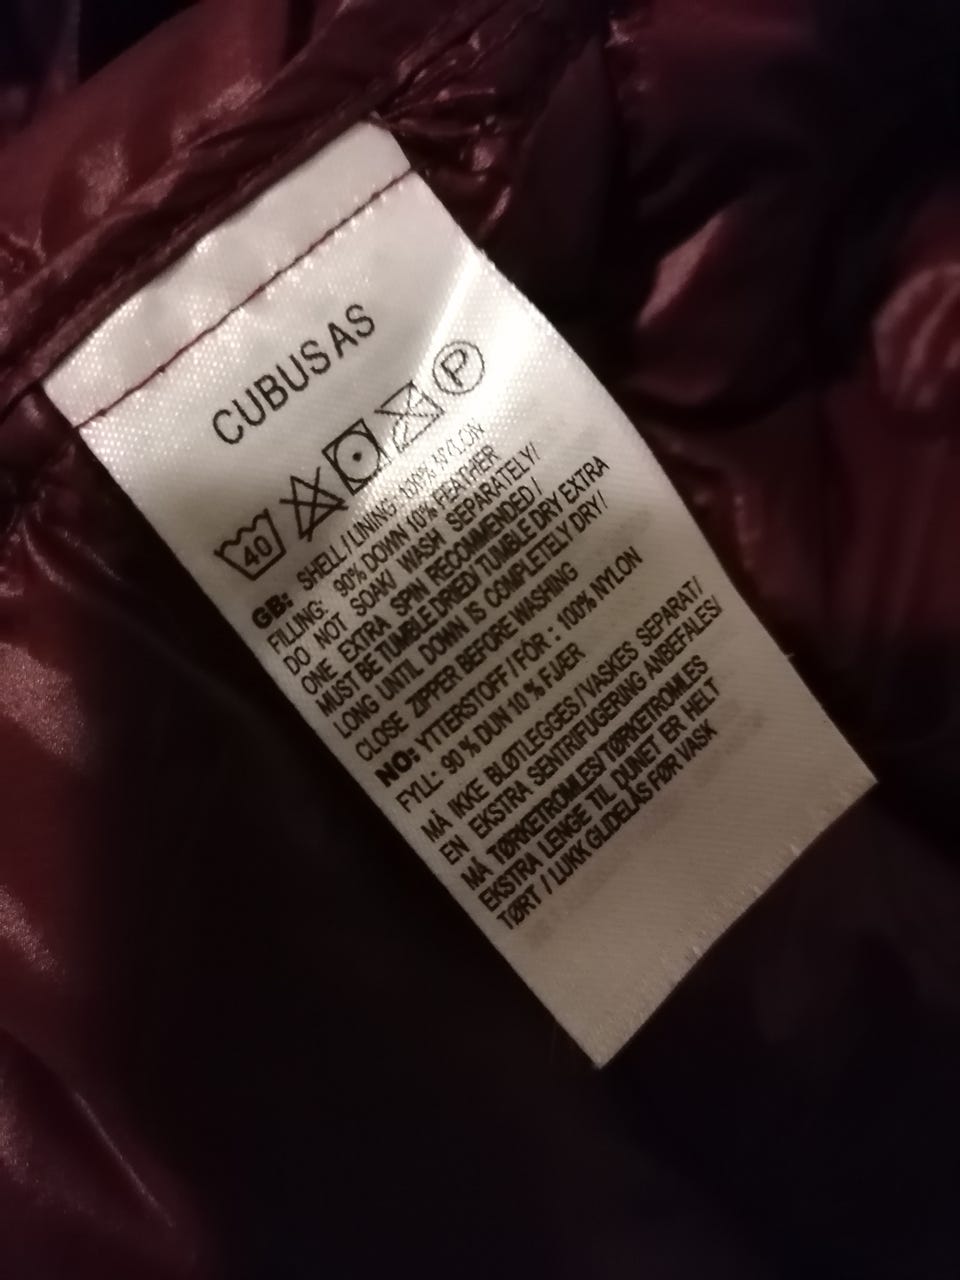 CUBUS AS
40 P
GB: SHELL / LINING: 100% NYLON
FILLING: 90% DOWN 10% FEATHER
DO NOT SOAK/ WASH SEPARATELY/
ONE EXTRA SPIN RECOMMENDED /
MUST BE TUMBLE DRIED TUMBLE DRY EXTRA
LONG UNTIL DOWN IS COMPLETELY DRY/
CLOSE ZIPPER BEFORE WASHING
NO: YTTERSTOFF / FÓR : 100% NYLON
FYLL: 90 % DUN 10 % FJÆR
MÅ IKKE BLØTLEGGES / VASKES SEPARAT /
EN EKSTRA SENTRIFUGERING ANBEFALES/
MÅ TØRKETROMLES/ TØRKETROMLES
EKSTRA LENGE TIL DUNET ER HELT
TØRT / LUKK GLIDELÅS FØR VASK